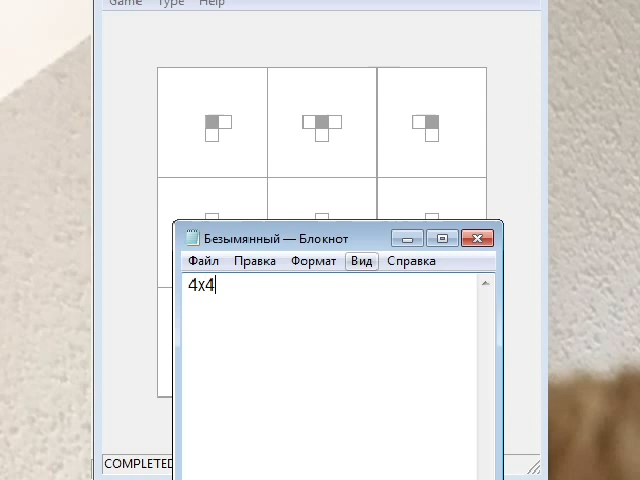 Game Type Help
Безымянный — Блокнот
Файл Правка Формат Вид Справка
4x4
COMPLETED